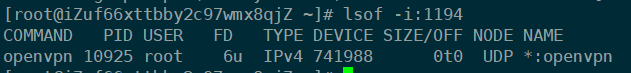 [root@iZuf66xttbby2c97wmx8qjZ ~]# lsof -i:1194
COMMAND PID USER FD TYPE DEVICE SIZE/OFF NODE NAME
openvpn 10925 root 6u IPv4 741988 0t0 UDP *:openvpn